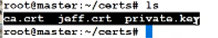 root@master:~/certs# ls
ca.crt  jeff.crt  private.key
root@master:~/certs#